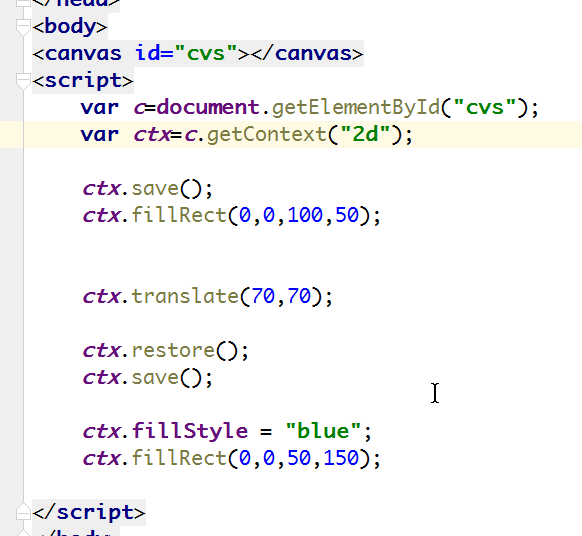 </head>
<body>
<canvas id="cvs"></canvas>
<script>
var c=document.getElementById("cvs");
var ctx=c.getContext("2d");
ctx.save();
ctx.fillRect(0,0,100,50);
ctx.translate(70,70);
ctx.restore();
ctx.save();
ctx.fillStyle = "blue";
ctx.fillRect(0,0,50,150);
</script>
</body>